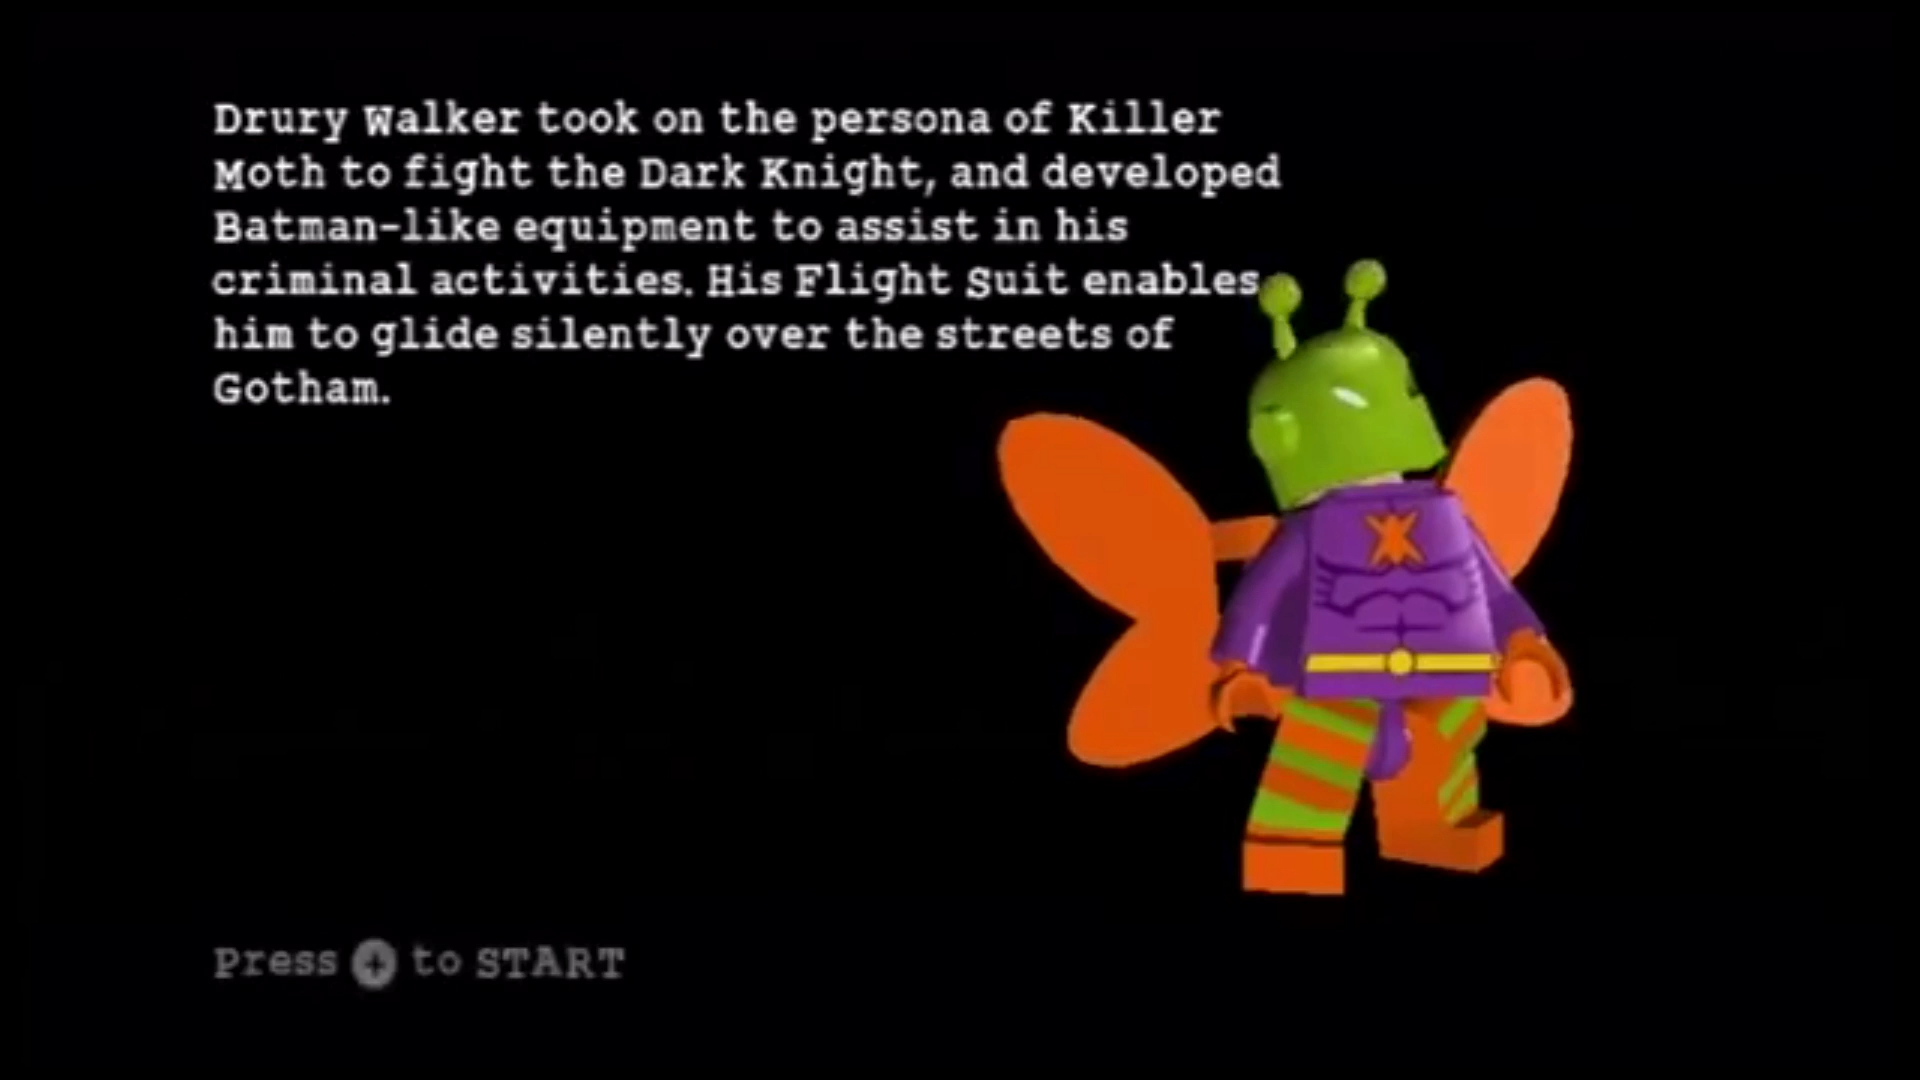 Drury Walker took on the persona of Killer
Moth to fight the Dark Knight, and developed
Batman-like equipment to assist in his
criminal activities. His Flight Suit enables
him to glide silently over the streets of
Gotham.
Press + to START